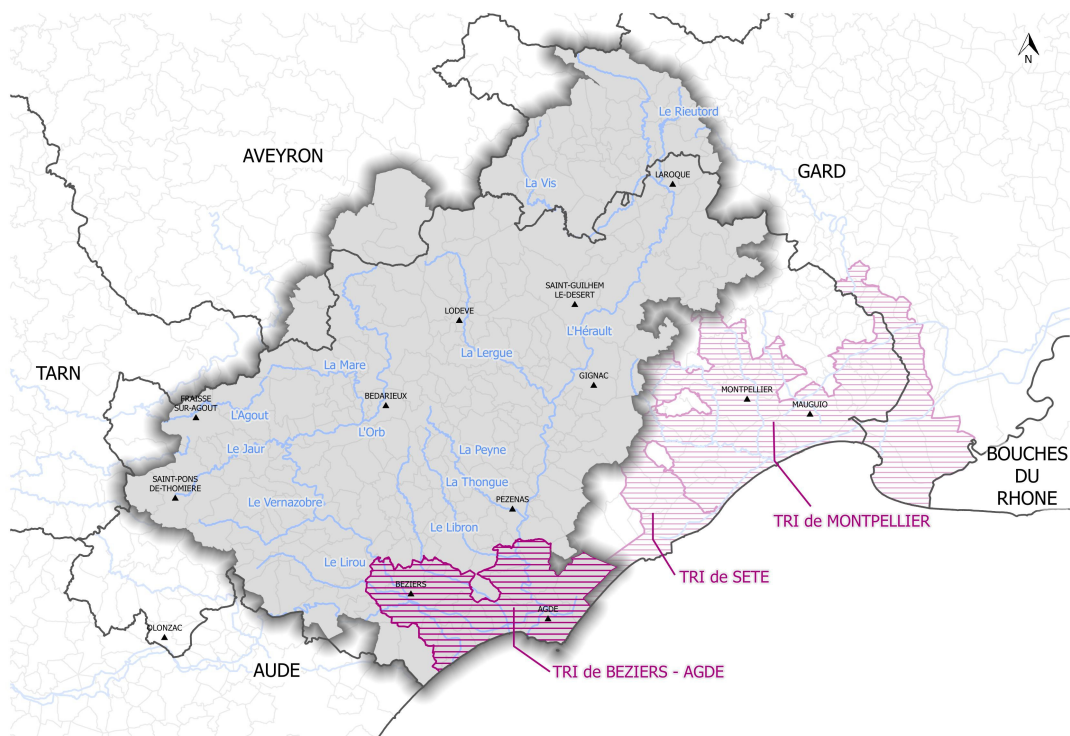 N
Le Rieutord
AVEYRON
GARD
LAROQUE
La Vis
SAINT-GUILHEM
LE-DESERT
LODEVE
L'Hérault
La Lergue
La Mare
TARN
GIGNAC
MONTPELLIER
FRAISSE
SUR-AGOUT
BEDARIEUX
MAUGUIO
L'Agout
L'Orb
Le Jaur
La Peyne
BOUCHES
DU
RHONE
SAINT-PONS
DE-THOMIERE
La Thongue
Le Vernazobre
PEZENAS
TRI de MONTPELLIER
Le Libron
Le Lirou
TRI de SETE
BEZIERS
AGDE
OLONZAC
AUDE
TRI de BEZIERS - AGDE